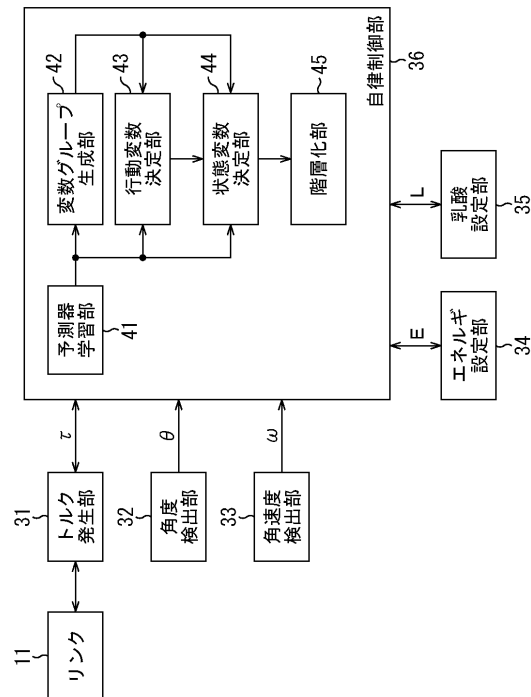 11
リンク
31
トルク
発生部
τ
32
角度
検出部
θ
33
角速度
検出部
ω
41
予測器
学習部
42
変数グループ
生成部
43
行動変数
決定部
44
状態変数
決定部
45
階層化部
自律制御部
36
E
エネルギ
設定部
34
L
乳酸
設定部
35